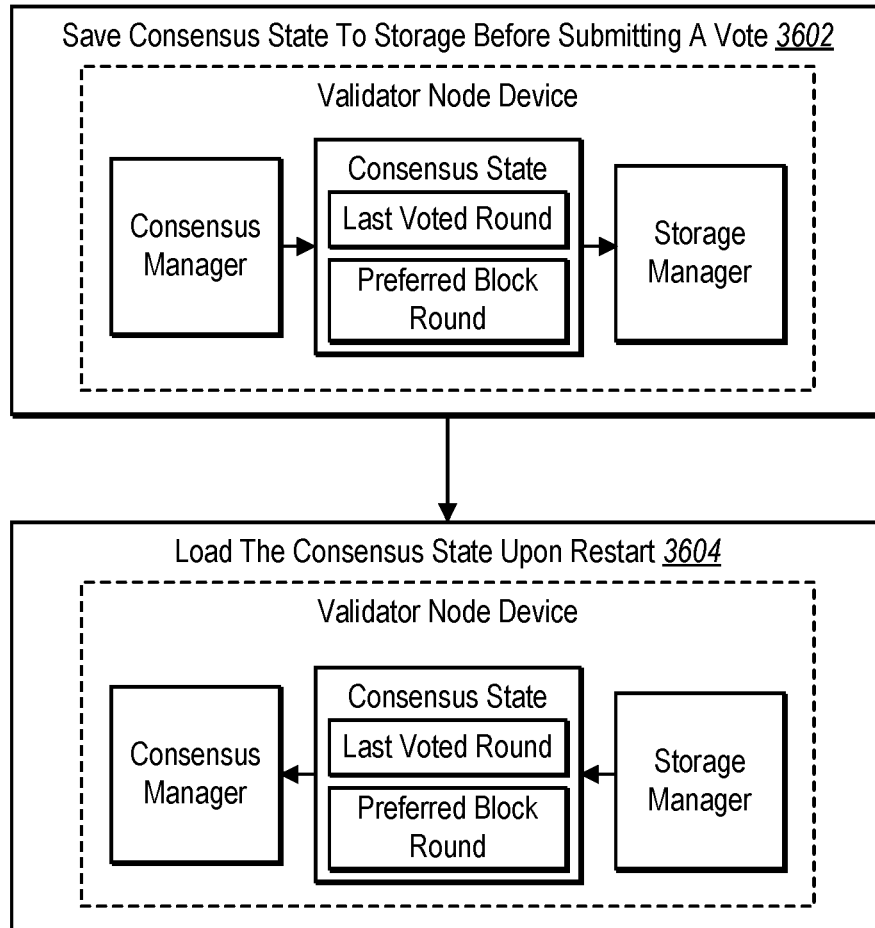 Save Consensus State To Storage Before Submitting A Vote 3602
Validator Node Device
Consensus Manager
Consensus State
Last Voted Round
Preferred Block
Round
Storage
Manager
Load The Consensus State Upon Restart 3604
Validator Node Device
Consensus
Manager
Consensus State
Last Voted Round
Preferred Block
Round
Storage
Manager